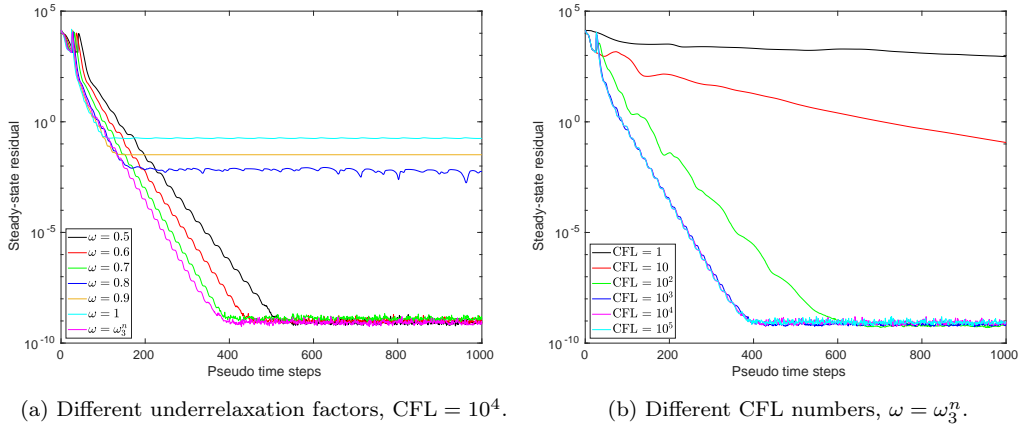 10^5
10^0
10^-5
10^-10
0
200
400
600
800
1000
Steady-state residual
Pseudo time steps
ω = 0.5
ω = 0.6
ω = 0.7
ω = 0.8
ω = 0.9
ω = 1
ω = ω_3^n
(a) Different underrelaxation factors, CFL = 10^4.
10^5
10^0
10^-5
10^-10
0
200
400
600
800
1000
Steady-state residual
Pseudo time steps
CFL = 1
CFL = 10
CFL = 10^2
CFL = 10^3
CFL = 10^4
CFL = 10^5
(b) Different CFL numbers, ω = ω_3^n.